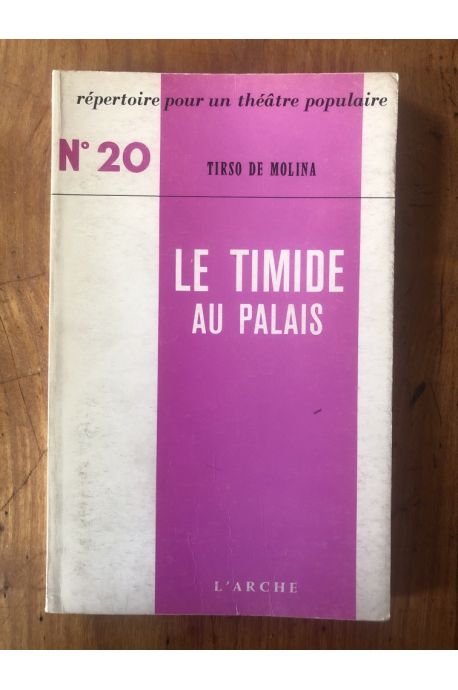 répertoire pour un théâtre populaire
N° 20
TIRSO DE MOLINA
LE TIMIDE
AU PALAIS
L'ARCHE